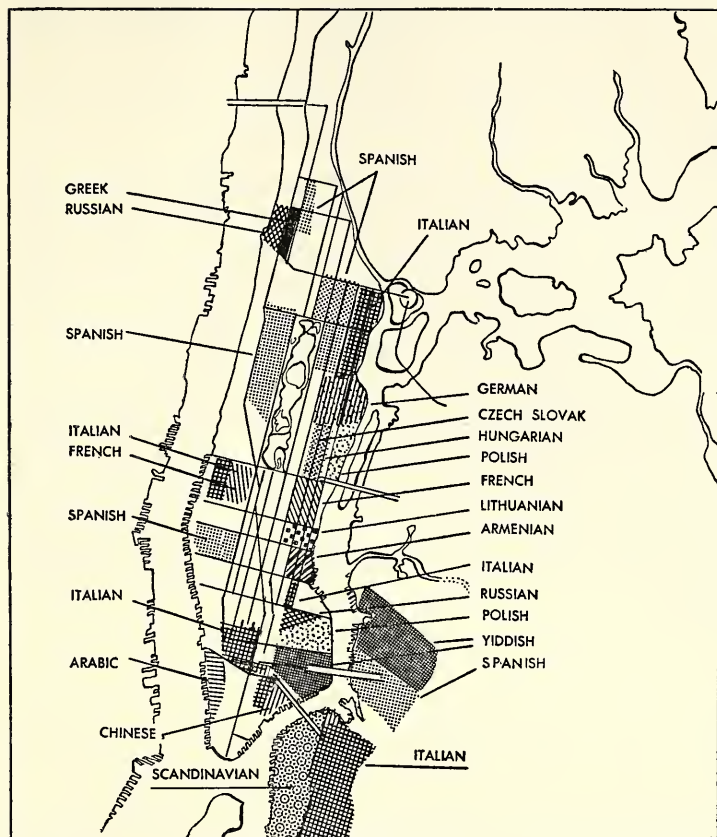 SPANISH
GREEK
RUSSIAN
ITALIAN
SPANISH
GERMAN
CZECH SLOVAK
HUNGARIAN
ITALIAN
FRENCH
POLISH
FRENCH
LITHUANIAN
SPANISH
ARMENIAN
ITALIAN
RUSSIAN
ITALIAN
POLISH
YIDDISH
ARABIC
SPANISH
CHINESE
ITALIAN
SCANDINAVIAN